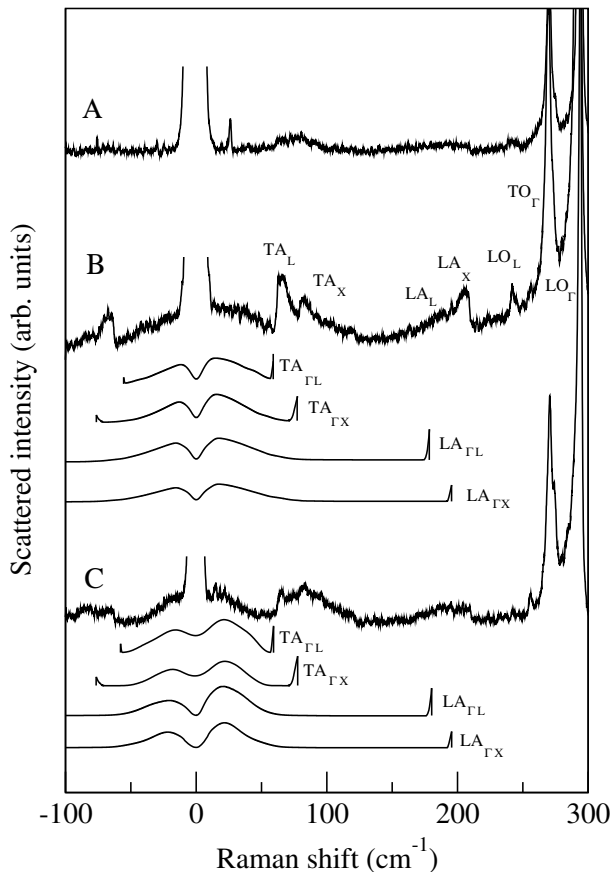 A
TO_Γ
B
TA_L
TA_X
LA_L
LA_X
LO_L
LO_Γ
TA_ΓL
TA_ΓX
LA_ΓL
LA_ΓX
C
TA_ΓL
TA_ΓX
LA_ΓL
LA_ΓX
-100 0 100 200 300
Raman shift (cm⁻¹)
Scattered intensity (arb. units)